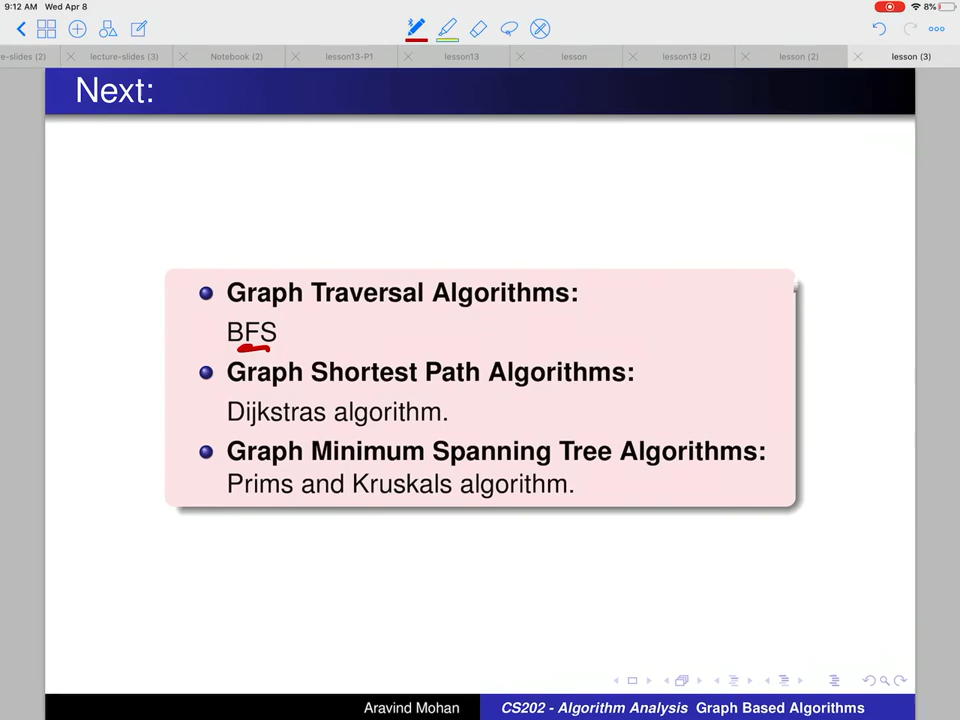 9:12 AM Wed Apr 8
8%
e-slides (2)
lecture-slides (3)
Notebook (2)
lesson13-P1
lesson13
lesson
lesson13 (2)
lesson (2)
lesson (3)
Next:
Graph Traversal Algorithms:
BFS
Graph Shortest Path Algorithms:
Dijkstras algorithm.
Graph Minimum Spanning Tree Algorithms:
Prims and Kruskals algorithm.
Aravind Mohan
CS202 - Algorithm Analysis Graph Based Algorithms